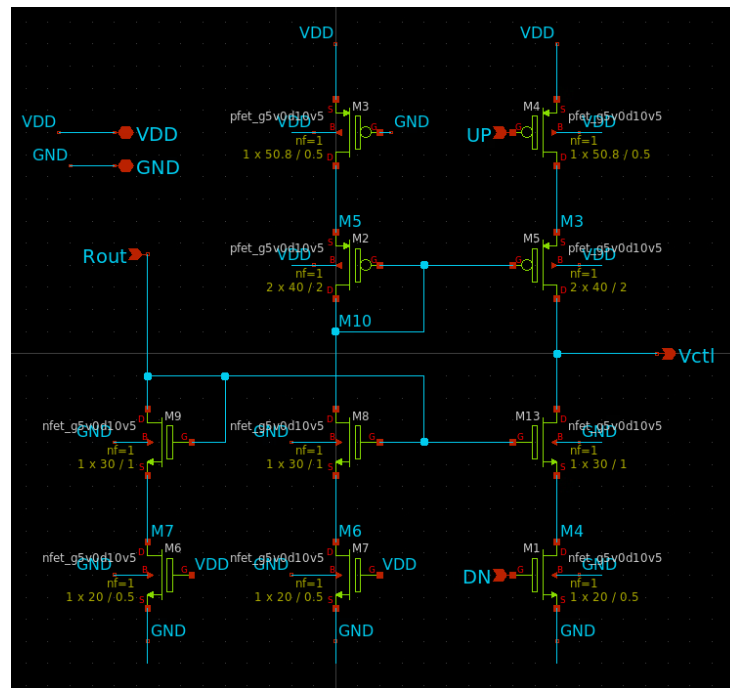 VDD
VDD
M3
pfet_g5v0d10v5
S
VDD
B
G
GND
nf=1
1 x 50.8 / 0.5
D
M4
pfet_g5v0d10v5
S
UP
G
B
VDD
nf=1
1 x 50.8 / 0.5
D
VDD
VDD
GND
GND
M5
M3
Rout
M2
pfet_g5v0d10v5
S
VDD
B
G
nf=1
2 x 40 / 2
D
M5
pfet_g5v0d10v5
S
G
B
VDD
nf=1
2 x 40 / 2
D
M10
Vctl
M9
nfet_g5v0d10v5
D
GND
B
G
nf=1
1 x 30 / 1
S
M8
nfet_g5v0d10v5
D
GND
B
G
nf=1
1 x 30 / 1
S
M13
nfet_g5v0d10v5
D
G
B
GND
nf=1
1 x 30 / 1
S
M7
M6
M4
M6
nfet_g5v0d10v5
D
GND
B
G
VDD
nf=1
1 x 20 / 0.5
S
M7
nfet_g5v0d10v5
D
GND
B
G
VDD
nf=1
1 x 20 / 0.5
S
M1
nfet_g5v0d10v5
D
DN
G
B
GND
nf=1
1 x 20 / 0.5
S
GND
GND
GND